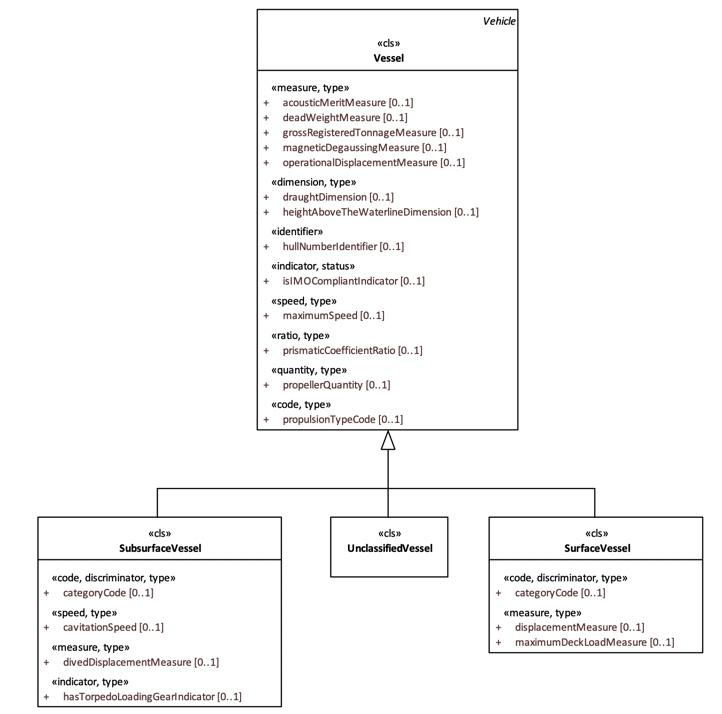 Vehicle
«cls»
Vessel
«measure, type»
+ acousticMeritMeasure [0..1]
+ deadWeightMeasure [0..1]
+ grossRegisteredTonnageMeasure [0..1]
+ magneticDegaussingMeasure [0..1]
+ operationalDisplacementMeasure [0..1]
«dimension, type»
+ draughtDimension [0..1]
+ heightAboveTheWaterlineDimension [0..1]
«identifier»
+ hullNumberIdentifier [0..1]
«indicator, status»
+ isIMOCompliantIndicator [0..1]
«speed, type»
+ maximumSpeed [0..1]
«ratio, type»
+ prismaticCoefficientRatio [0..1]
«quantity, type»
+ propellerQuantity [0..1]
«code, type»
+ propulsionTypeCode [0..1]
«cls»
SubsurfaceVessel
«code, discriminator, type»
+ categoryCode [0..1]
«speed, type»
+ cavitationSpeed [0..1]
«measure, type»
+ divedDisplacementMeasure [0..1]
«indicator, type»
+ hasTorpedoLoadingGearIndicator [0..1]
«cls»
UnclassifiedVessel
«cls»
SurfaceVessel
«code, discriminator, type»
+ categoryCode [0..1]
«measure, type»
+ displacementMeasure [0..1]
+ maximumDeckLoadMeasure [0..1]